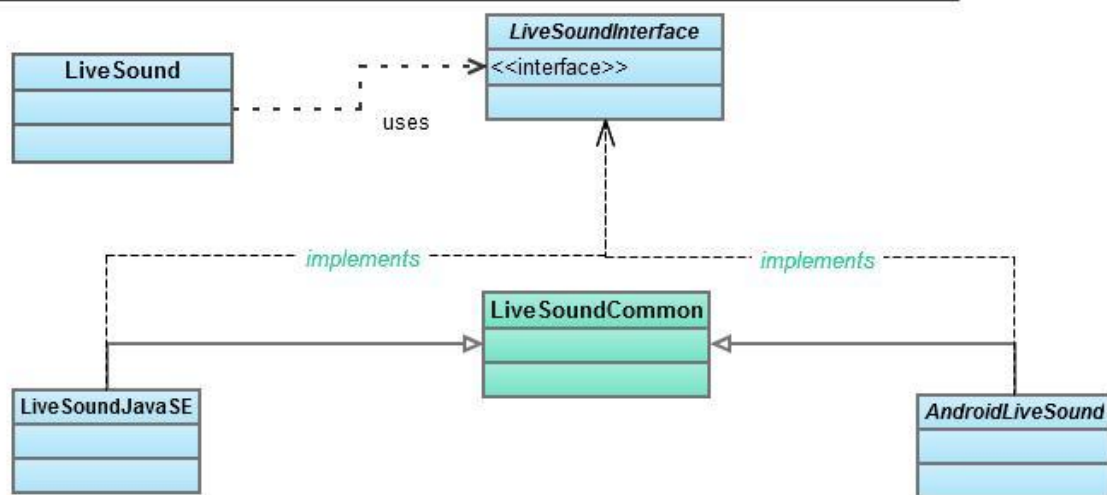 LiveSoundInterface
<<interface>>
LiveSound
uses
implements
implements
LiveSoundCommon
LiveSoundJavaSE
AndroidLiveSound